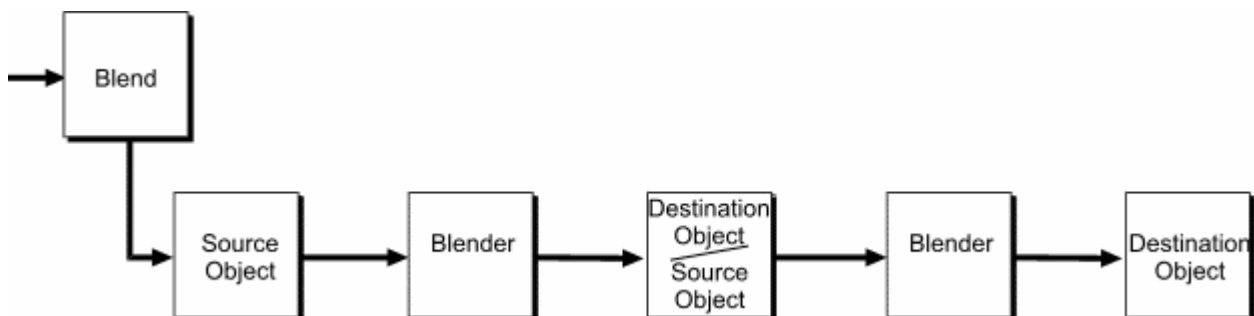 Blend
Source
Object
Blender
Destination
Object
Source
Object
Blender
Destination
Object